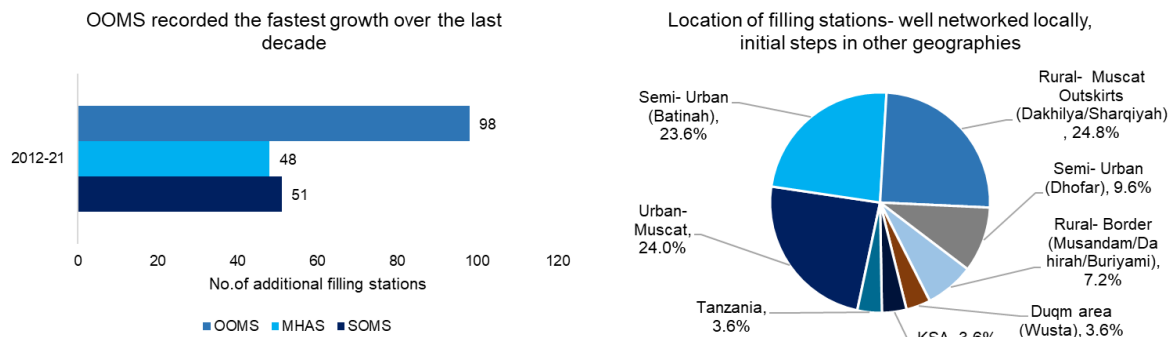 OOMS recorded the fastest growth over the last
decade
0
20
40
60
80
100
120
2012-21
98
48
51
No.of additional filling stations
OOMS
MHAS
SOMS
Location of filling stations- well networked locally,
initial steps in other geographies
Rural- Muscat
Outskirts
(Dakhilya/Sharqiyah)
, 24.8%
Semi- Urban
(Dhofar), 9.6%
Rural- Border
(Musandam/Da
hirah/Buriyami),
7.2%
Duqm area
(Wusta), 3.6%
KSA, 3.6%
Tanzania,
3.6%
Urban-
Muscat,
24.0%
Semi- Urban
(Batinah),
23.6%